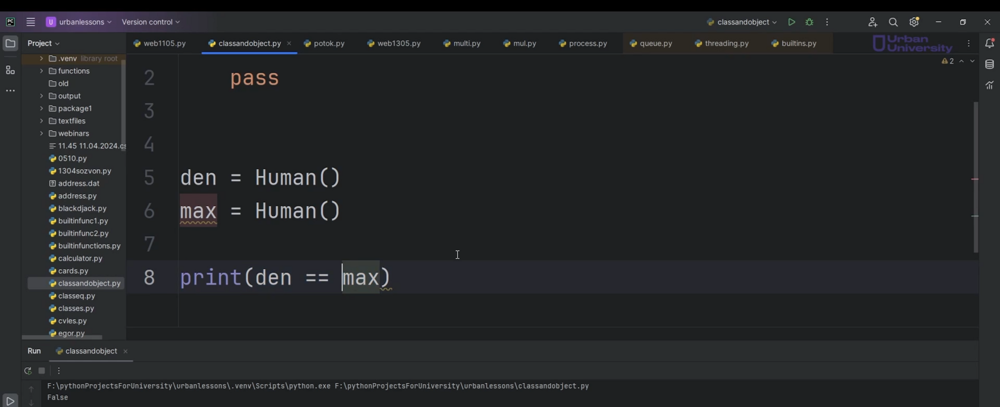 PC
U urbanlessons
Version control
classandobject
Project
web1105.py
classandobject.py
potok.py
web1305.py
multi.py
mul.py
process.py
queue.py
threading.py
builtins.py
Urban
University
2
.venv library root
functions
old
output
package1
textfiles
webinars
11.45 11.04.2024.cs
0510.py
1304sozvon.py
address.dat
address.py
blackdjack.py
builtinfunc1.py
builtinfunc2.py
builtinfunctions.py
calculator.py
cards.py
classandobject.py
classeq.py
classes.py
cvles.py
egor.py
2 pass
3
4
5 den = Human()
6 max = Human()
7
8 print(den == max)
Run
classandobject
F:\pythonProjectsForUniversity\urbanlessons\.venv\Scripts\python.exe F:\pythonProjectsForUniversity\urbanlessons\classandobject.py
False